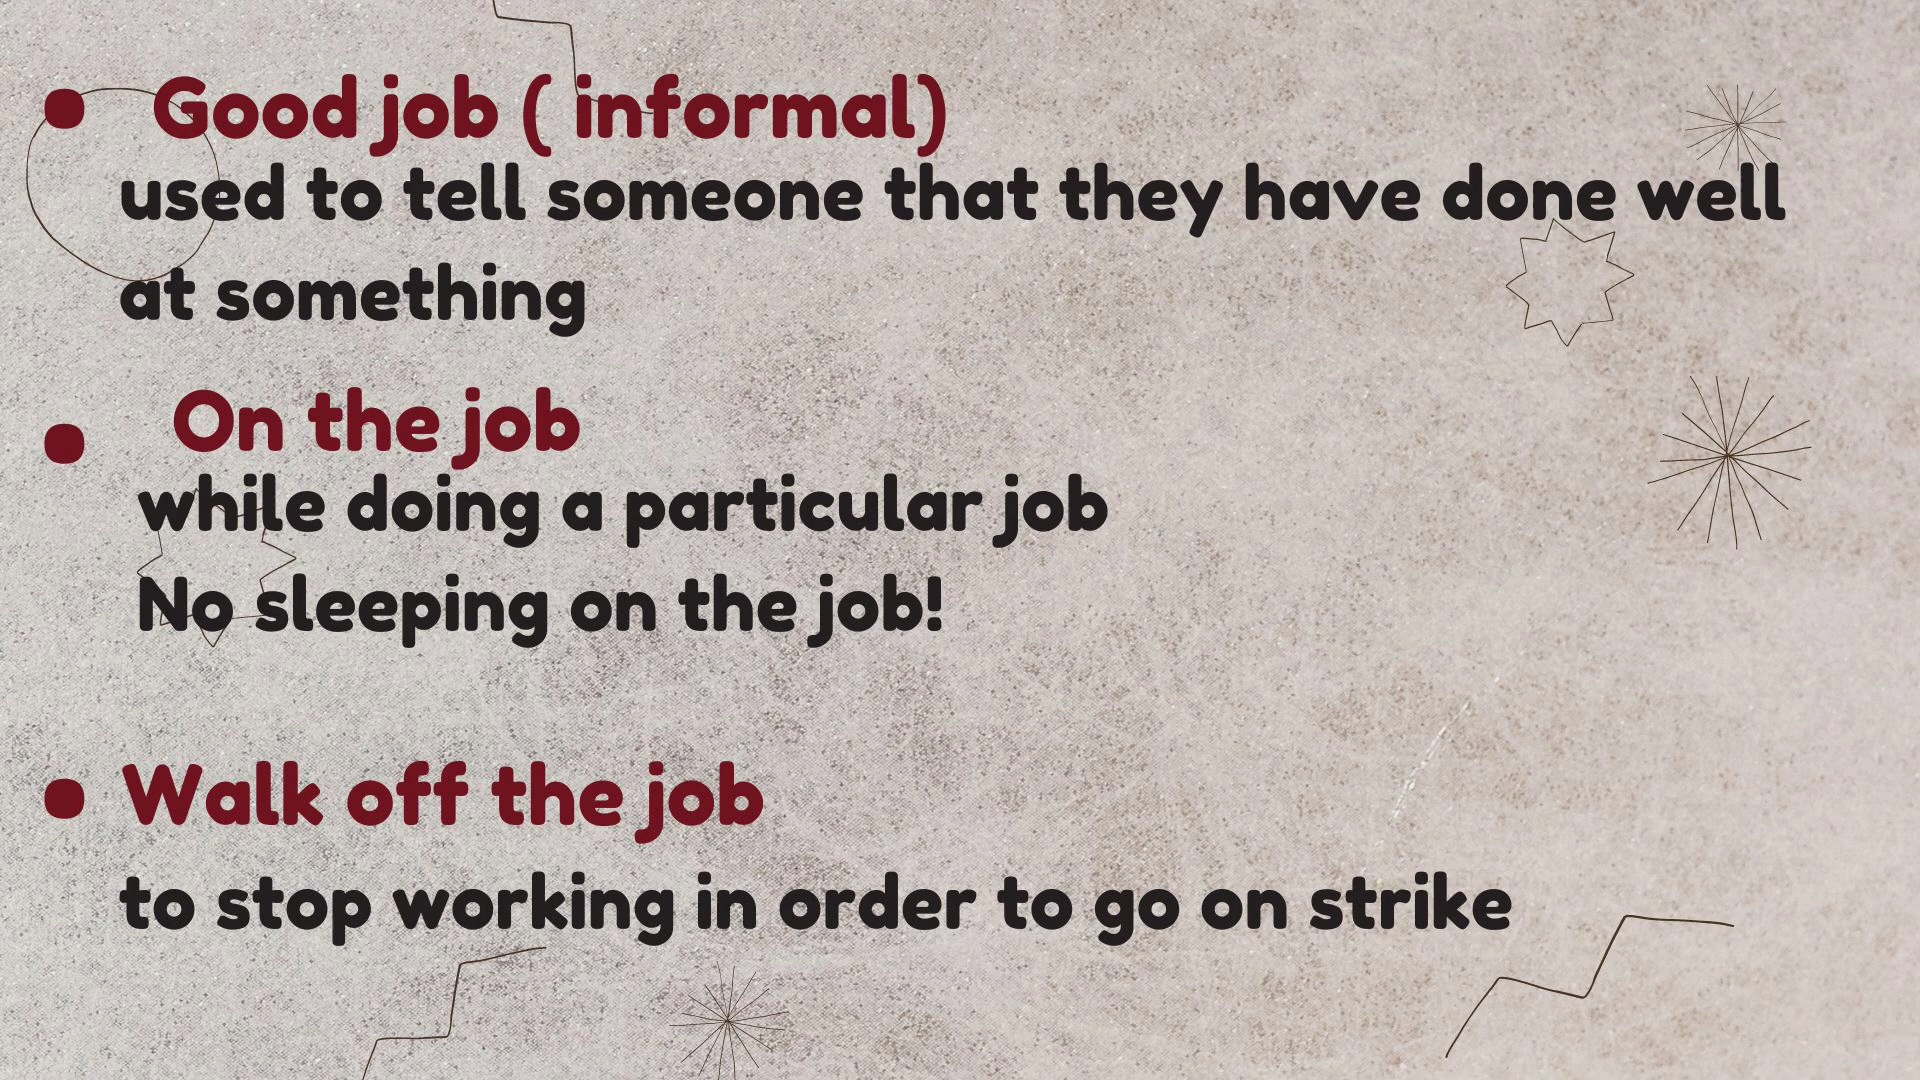 • Good job ( informal)
used to tell someone that they have done well
at something
• On the job
while doing a particular job
No sleeping on the job!
• Walk off the job
to stop working in order to go on strike